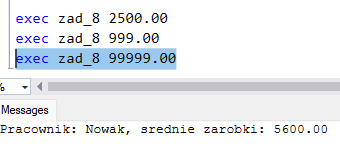 exec zad_8 2500.00
exec zad_8 999.00
exec zad_8 99999.00
%
Messages
Pracownik: Nowak, srednie zarobki: 5600.00